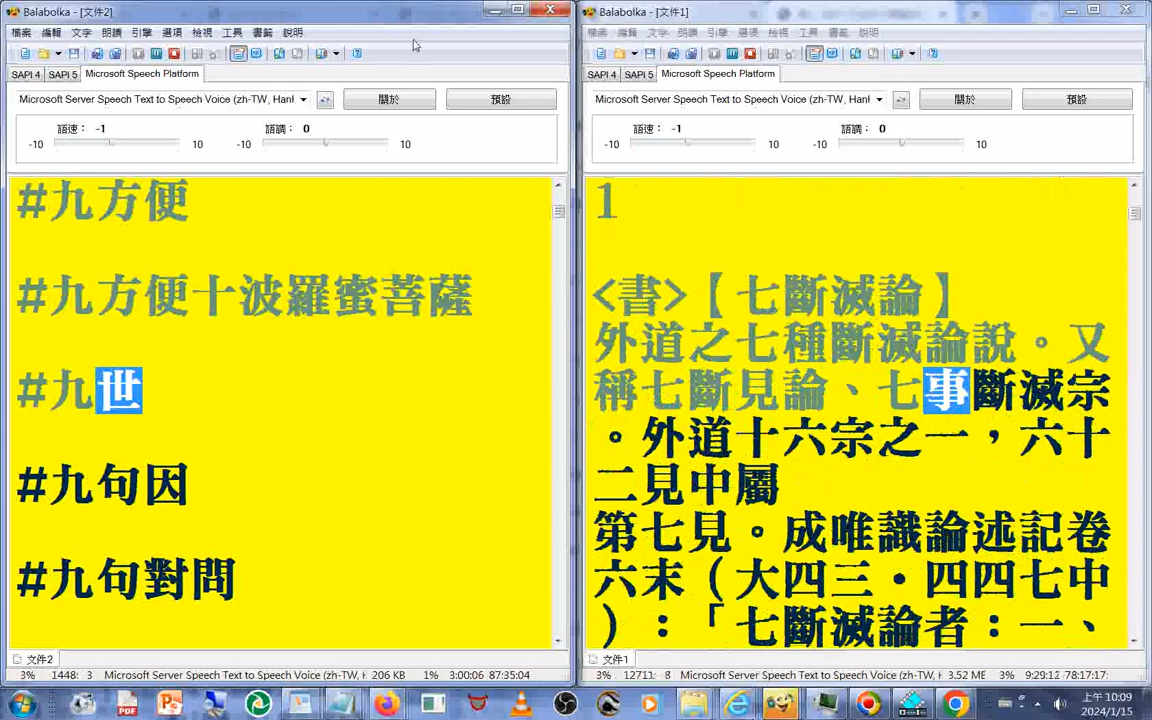 Balabolka - [文件2]
檔案 編輯 文字 朗讀 引擎 選項 檢視 工具 書籤 說明
SAPI 4 SAPI 5 Microsoft Speech Platform
Microsoft Server Speech Text to Speech Voice (zh-TW, Hanl
關於 預設
語速： -1 語調： 0
-10 10 -10 10
#九方便
#九方便十波羅蜜菩薩
#九世
#九句因
#九句對問
文件2
3% 1448: 3 Microsoft Server Speech Text to Speech Voice (zh-TW, H 206 KB 1% 3:00:06 87:35:04
Balabolka - [文件1]
檔案 編輯 文字 朗讀 引擎 選項 檢視 工具 書籤 說明
SAPI 4 SAPI 5 Microsoft Speech Platform
Microsoft Server Speech Text to Speech Voice (zh-TW, Hanl
關於 預設
語速： -1 語調： 0
-10 10 -10 10
1
<書>【七斷滅論】
外道之七種斷滅論說。又
稱七斷見論、七事斷滅宗
。外道十六宗之一，六十
二見中屬
第七見。成唯識論述記卷
六末（大四三・四四七中
）：「七斷滅論者：一、
文件1
3% 12711: 8 Microsoft Server Speech Text to Speech Voice (zh-TW, H 3.52 ME 3% 9:29:12 78:17:17:
上午 10:09
2024/1/15